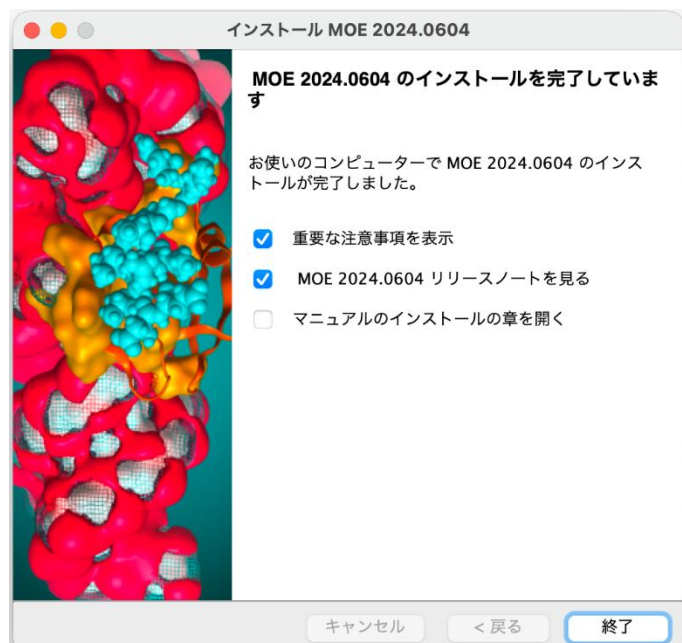 インストール MOE 2024.0604
MOE 2024.0604 のインストールを完了していま
す
お使いのコンピューターで MOE 2024.0604 のインス
トールが完了しました。
重要な注意事項を表示
MOE 2024.0604 リリースノートを見る
マニュアルのインストールの章を開く
キャンセル
< 戻る
終了